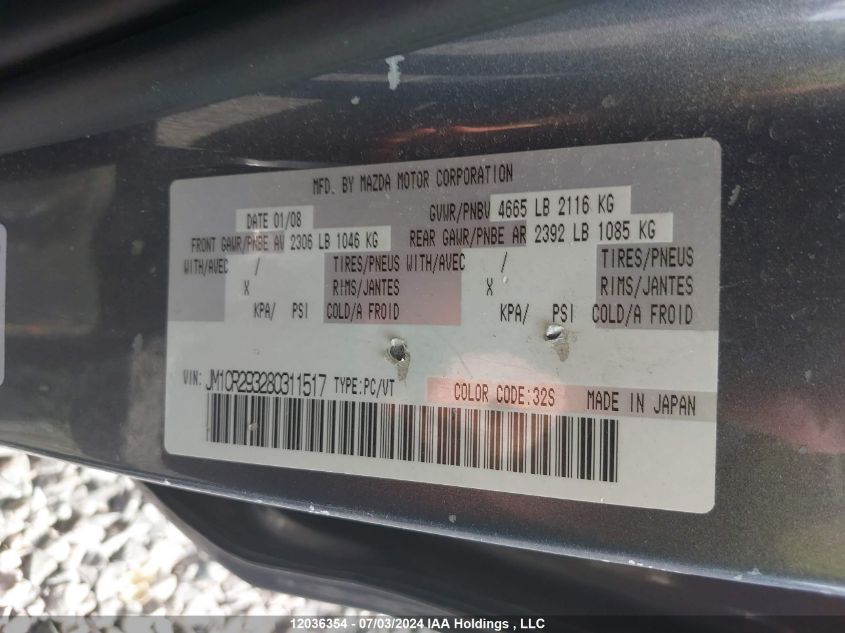 MFD. BY MAZDA MOTOR CORPORATION
DATE 01/08 GVWR/PNBV 4665 LB 2116 KG
FRONT GAWR/PNBE AV 2306 LB 1046 KG REAR GAWR/PNBE AR 2392 LB 1085 KG
WITH/AVEC / TIRES/PNEUS WITH/AVEC / TIRES/PNEUS
X RIMS/JANTES X RIMS/JANTES
KPA/ PSI COLD/A FROID KPA/ PSI COLD/A FROID
VIN: JM1CR293280311517 TYPE:PC/VT COLOR CODE:32S MADE IN JAPAN
12036354 - 07/03/2024 IAA Holdings , LLC